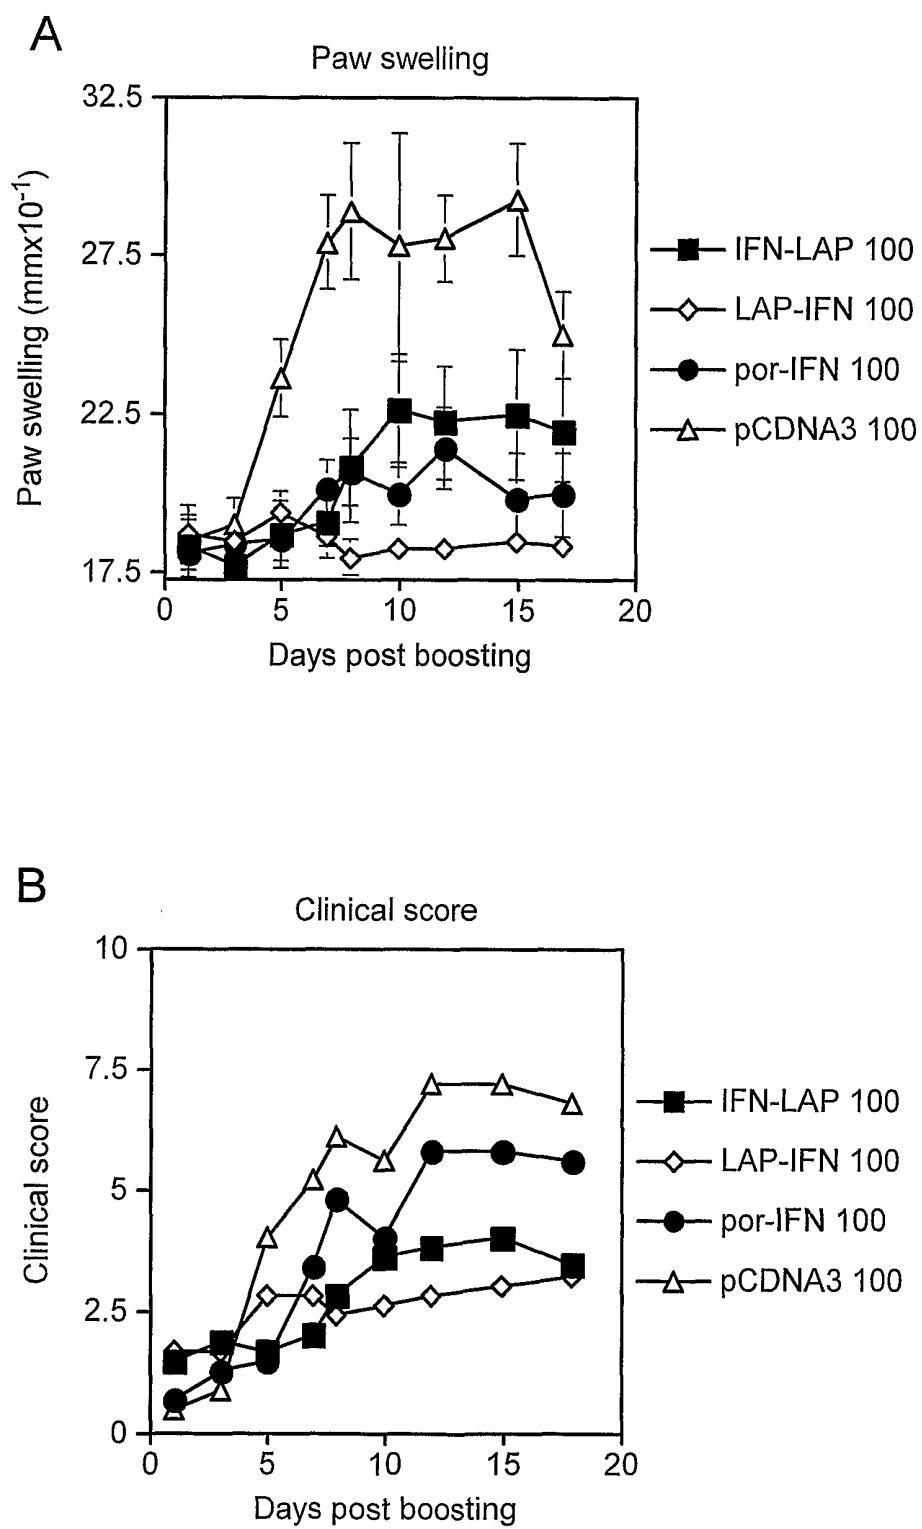 A
Paw swelling
32.5
27.5
22.5
17.5
Paw swelling (mmx10-1)
0 5 10 15 20
Days post boosting
IFN-LAP 100
LAP-IFN 100
por-IFN 100
pCDNA3 100
B
Clinical score
10
7.5
5
2.5
0
Clinical score
0 5 10 15 20
Days post boosting
IFN-LAP 100
LAP-IFN 100
por-IFN 100
pCDNA3 100